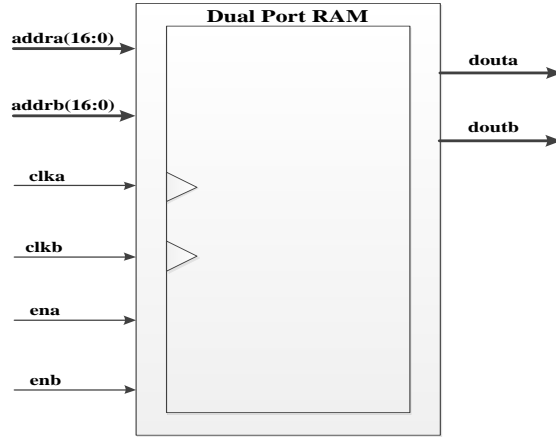 Dual Port RAM
addra(16:0)
addrb(16:0)
clka
clkb
ena
enb
douta
doutb